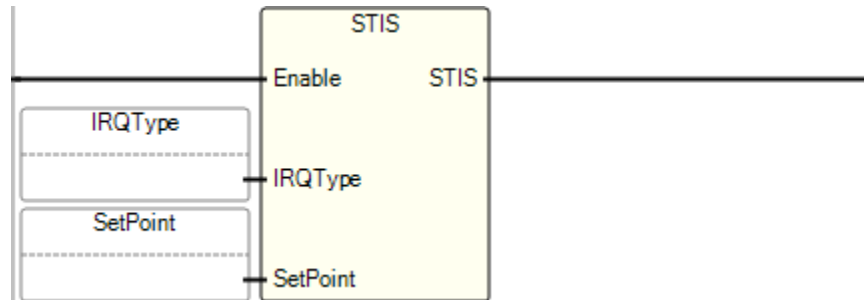 STIS
Enable STIS
IRQType
IRQType
SetPoint
SetPoint